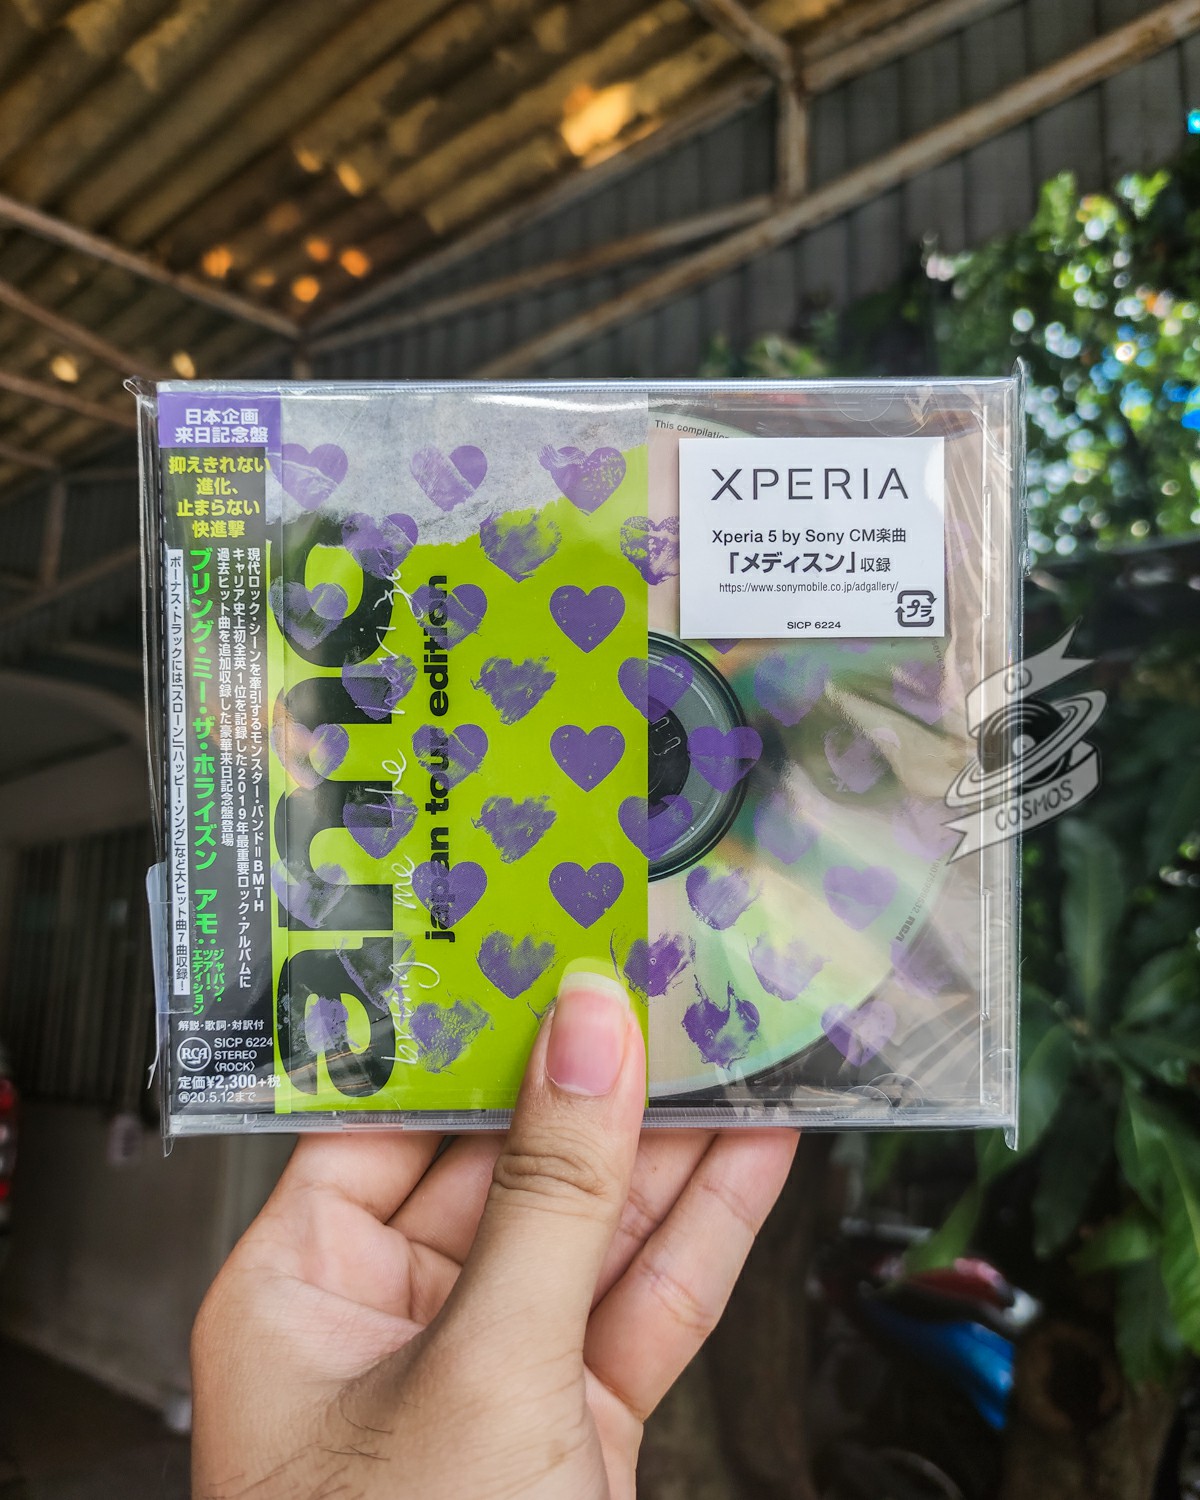 日本企画
来日記念盤
抑えきれない
進化、
止まらない
快進撃
現代ロック・シーンを牽引するモンスター・バンド=BMTH
キャリア史上初全英1位を記録した2019年最重要ロック・アルバムに
過去ヒット曲を追加収録した豪華来日記念盤登場
ブリング・ミー・ザ・ホライズン アモ:ジャパン・ツアー・エディション
ボーナス・トラックには「スローン」「ハッピー・ソング」など大ヒット曲7曲収録!
解説・歌詞・対訳付
RCA
SICP 6224
STEREO
〈ROCK〉
定価¥2,300+税
20.5.12まで
amo
bring me the horizon
japan tour edition
This compilation
XPERIA
Xperia 5 by Sony CM楽曲
「メディスン」収録
https://www.sonymobile.co.jp/adgallery/
プラ
SICP 6224
CD
COSMOS